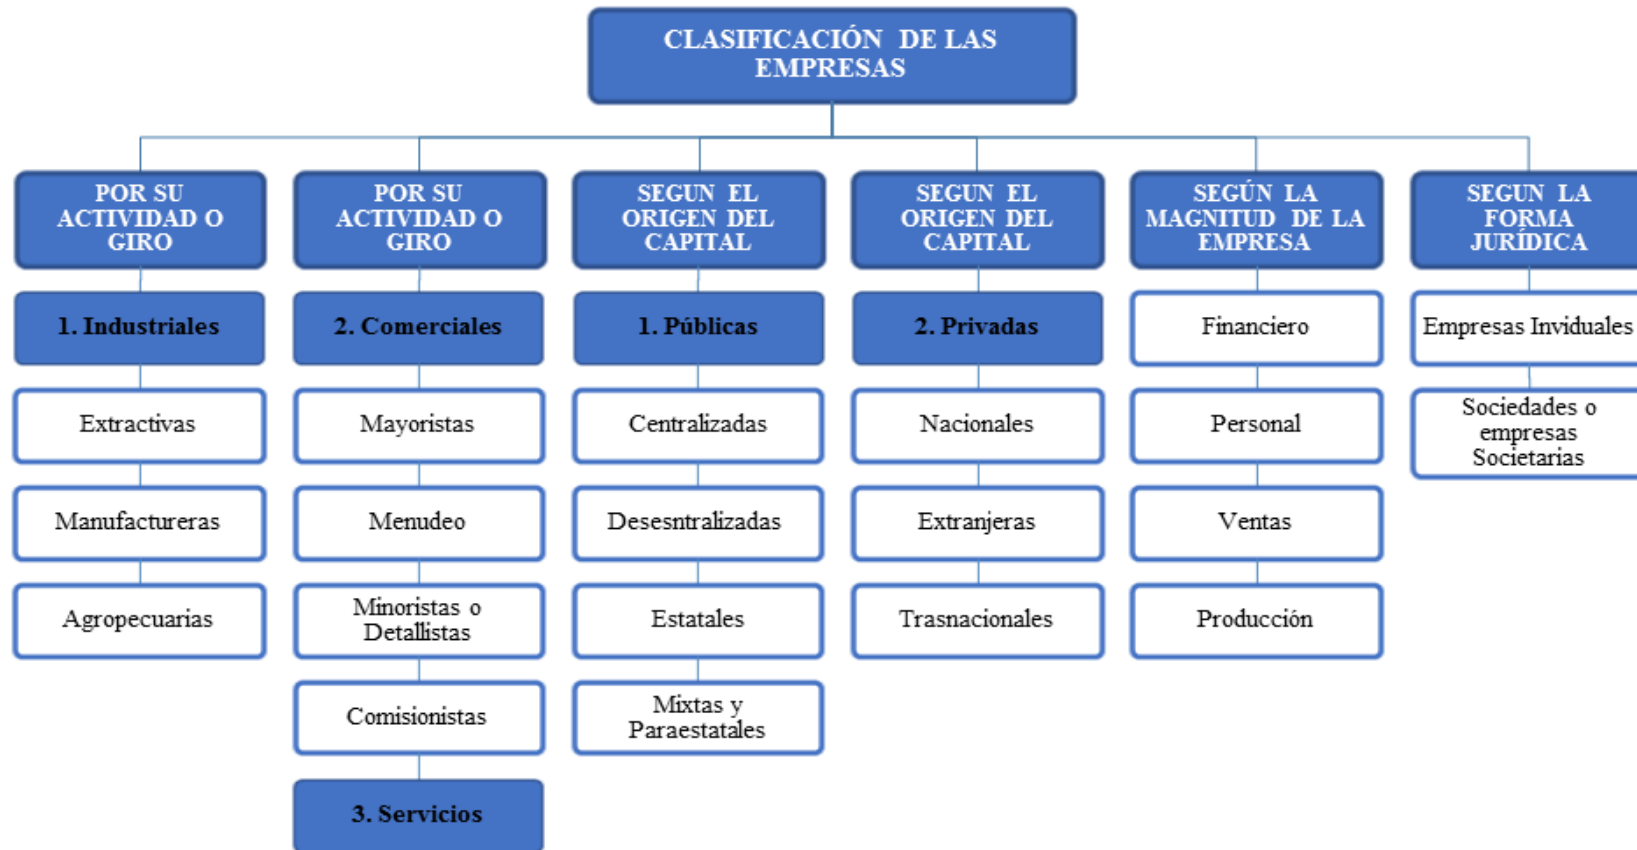 CLASIFICACIÓN DE LAS
EMPRESAS
POR SU
ACTIVIDAD O
GIRO
1. Industriales
Extractivas
Manufactureras
Agropecuarias
POR SU
ACTIVIDAD O
GIRO
2. Comerciales
Mayoristas
Menudeo
Minoristas o
Detallistas
Comisionistas
3. Servicios
SEGUN EL
ORIGEN DEL
CAPITAL
1. Públicas
Centralizadas
Desesntralizadas
Estatales
Mixtas y
Paraestatales
SEGUN EL
ORIGEN DEL
CAPITAL
2. Privadas
Nacionales
Extranjeras
Trasnacionales
SEGÚN LA
MAGNITUD DE LA
EMPRESA
Financiero
Personal
Ventas
Producción
SEGUN LA
FORMA
JURÍDICA
Empresas Inviduales
Sociedades o
empresas
Societarias